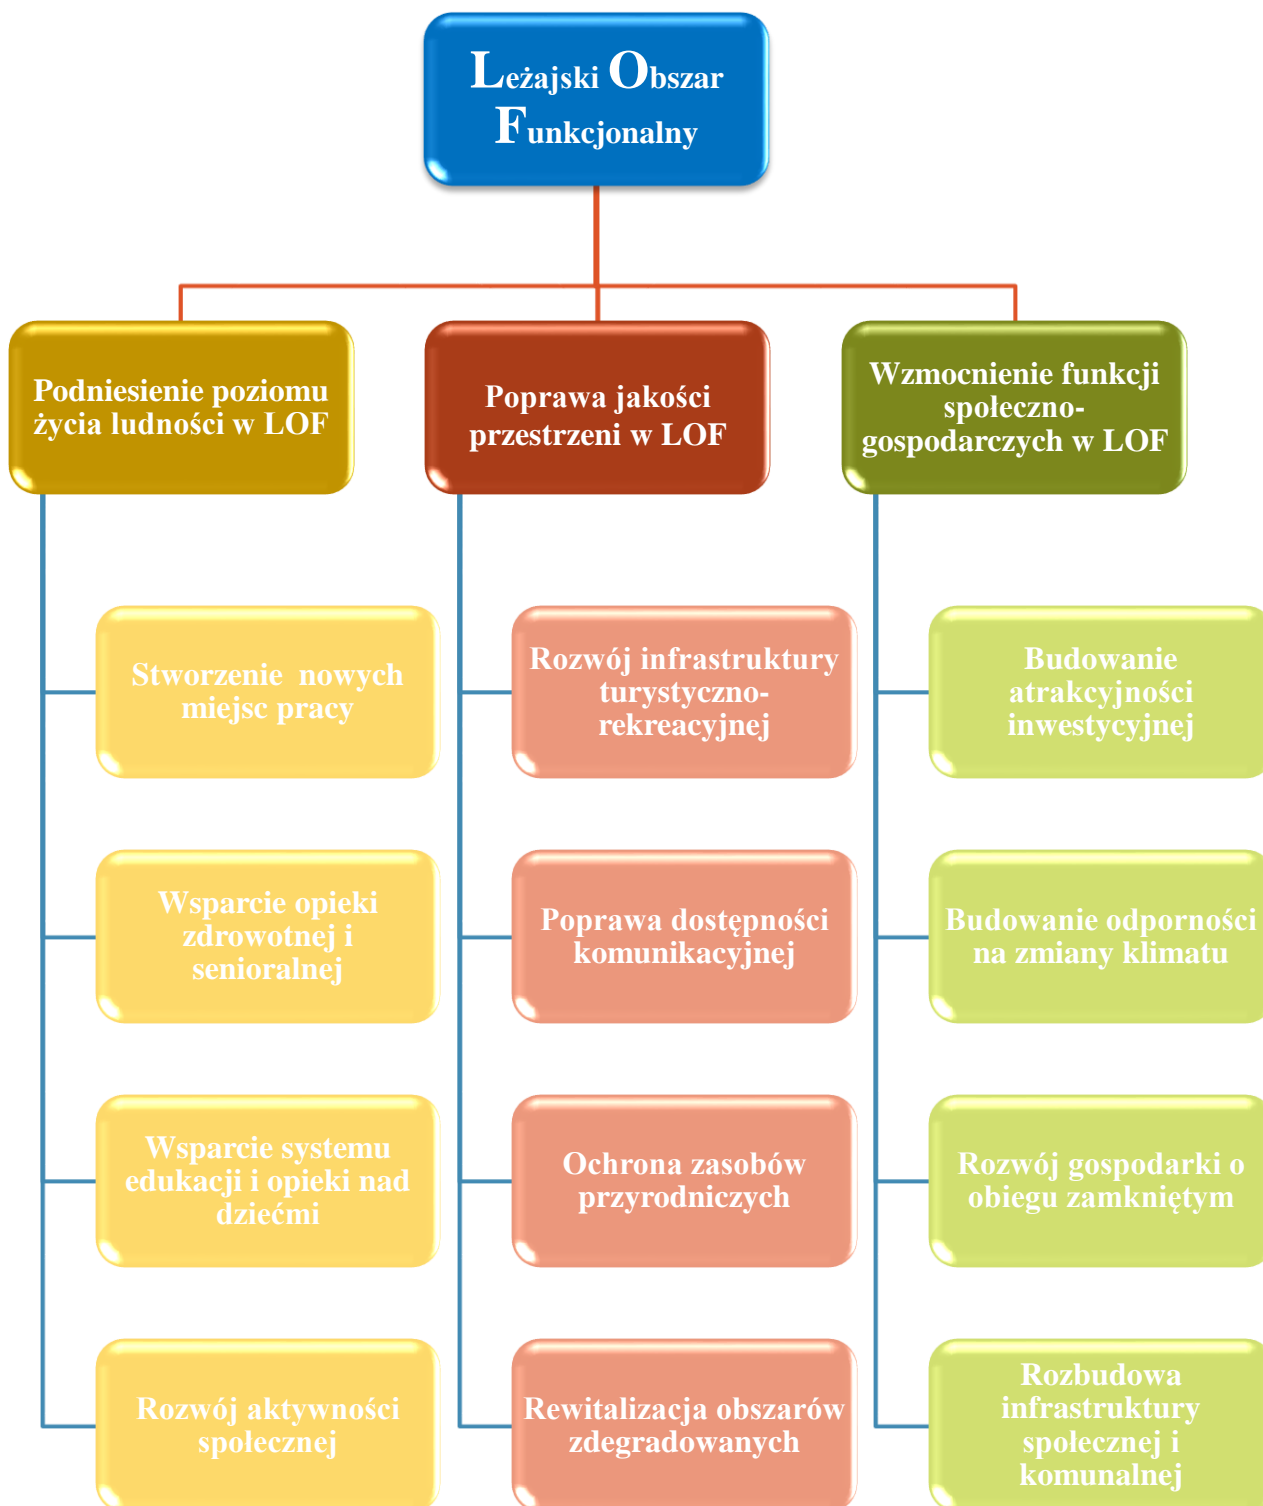 Leżajski Obszar
Funkcjonalny
Podniesienie poziomu
życia ludności w LOF
Poprawa jakości
przestrzeni w LOF
Wzmocnienie funkcji
społeczno-
gospodarczych w LOF
Stworzenie nowych
miejsc pracy
Rozwój infrastruktury
turystyczno-
rekreacyjnej
Budowanie
atrakcyjności
inwestycyjnej
Wsparcie opieki
zdrowotnej i
senioralnej
Poprawa dostępności
komunikacyjnej
Budowanie odporności
na zmiany klimatu
Wsparcie systemu
edukacji i opieki nad
dziećmi
Ochrona zasobów
przyrodniczych
Rozwój gospodarki o
obiegu zamkniętym
Rozwój aktywności
społecznej
Rewitalizacja obszarów
zdegradowanych
Rozbudowa
infrastruktury
społecznej i
komunalnej